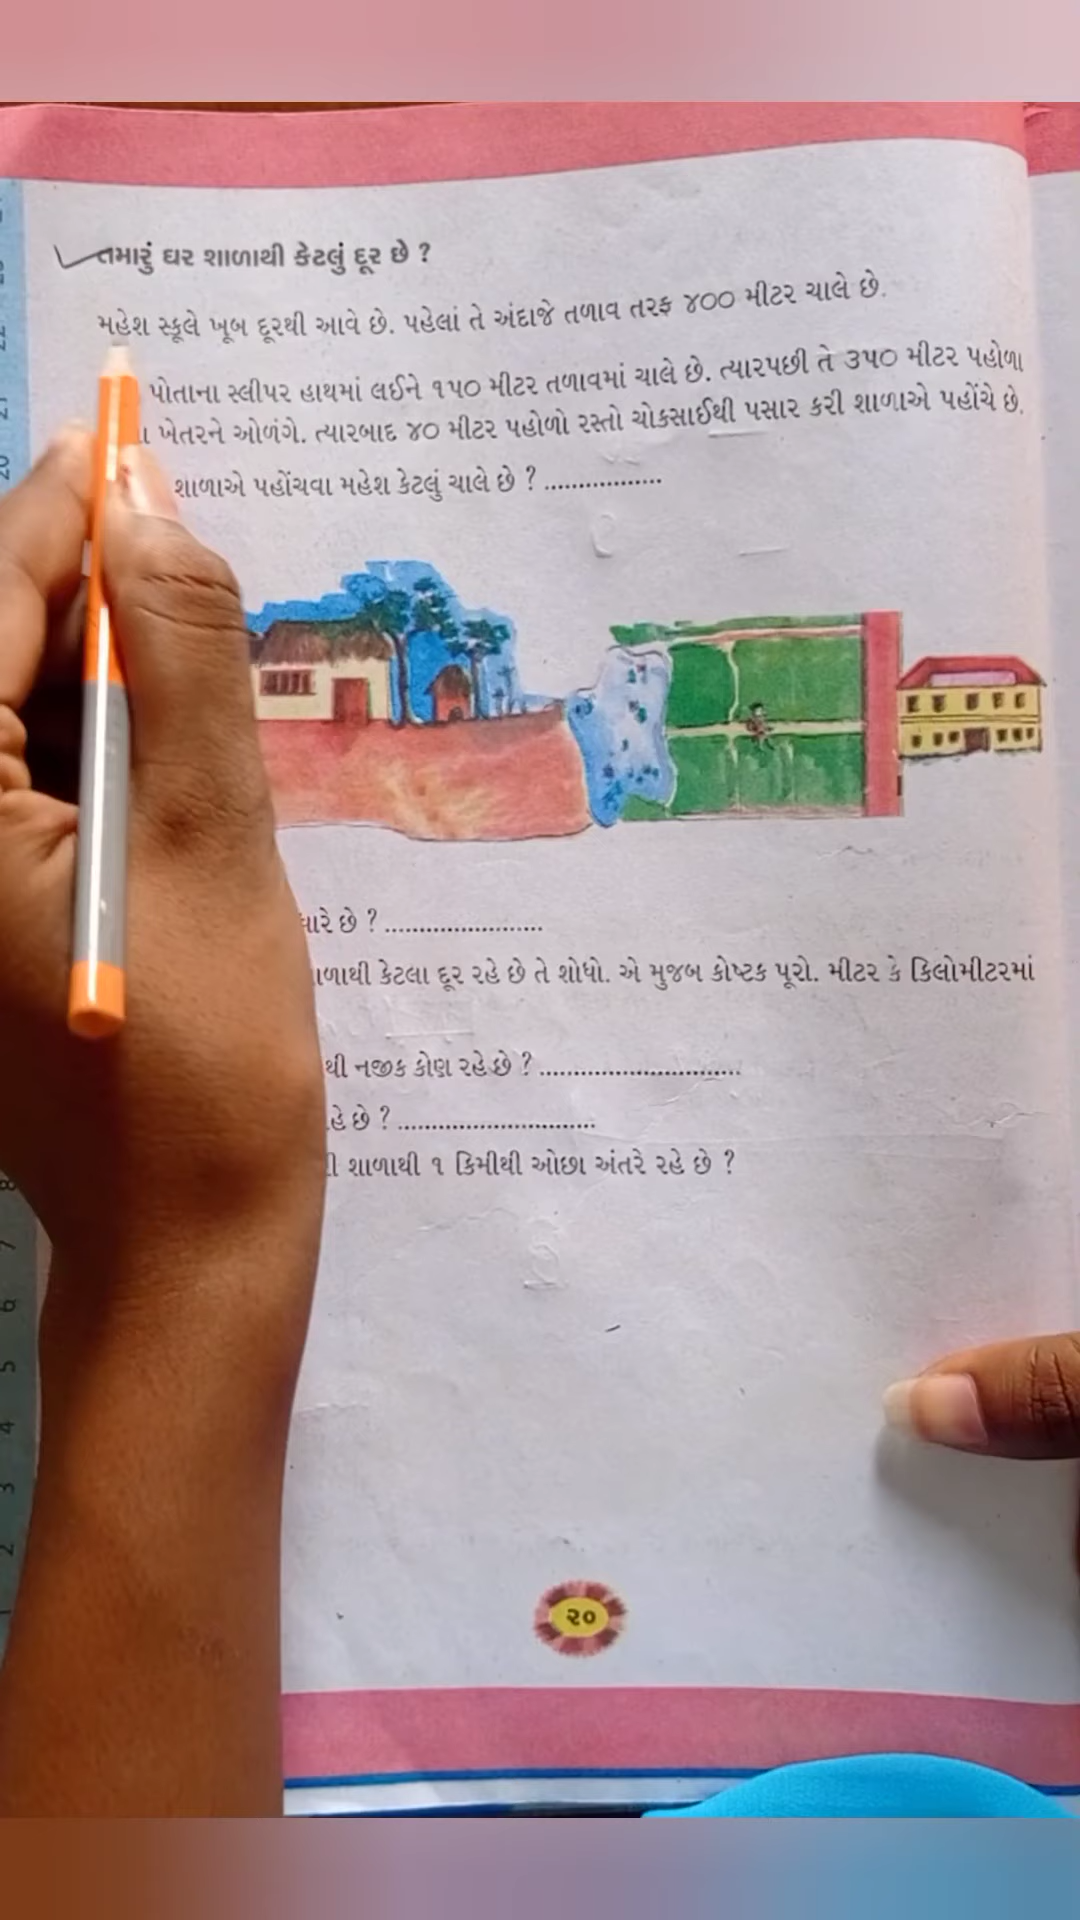 તમારું ઘર શાળાથી કેટલું દૂર છે ?
મહેશ સ્કૂલે ખૂબ દૂરથી આવે છે. પહેલાં તે અંદાજે તળાવ તરફ ૪૦૦ મીટર ચાલે છે.
પોતાના સ્લીપર હાથમાં લઈને ૧૫૦ મીટર તળાવમાં ચાલે છે. ત્યારપછી તે ૩૫૦ મીટર પહોળા
ખેતરને ઓળંગે. ત્યારબાદ ૪૦ મીટર પહોળો રસ્તો ચોકસાઈથી પસાર કરી શાળાએ પહોંચે છે.
શાળાએ પહોંચવા મહેશ કેટલું ચાલે છે ? .................
છે ? .......................
કેટલા દૂર રહે છે તે શોધો. એ મુજબ કોષ્ટક પૂરો. મીટર કે કિલોમીટરમાં
થી નજીક કોણ રહે છે ? .............................
છે ? .............................
શાળાથી ૧ કિમીથી ઓછા અંતરે રહે છે ?
૨૦